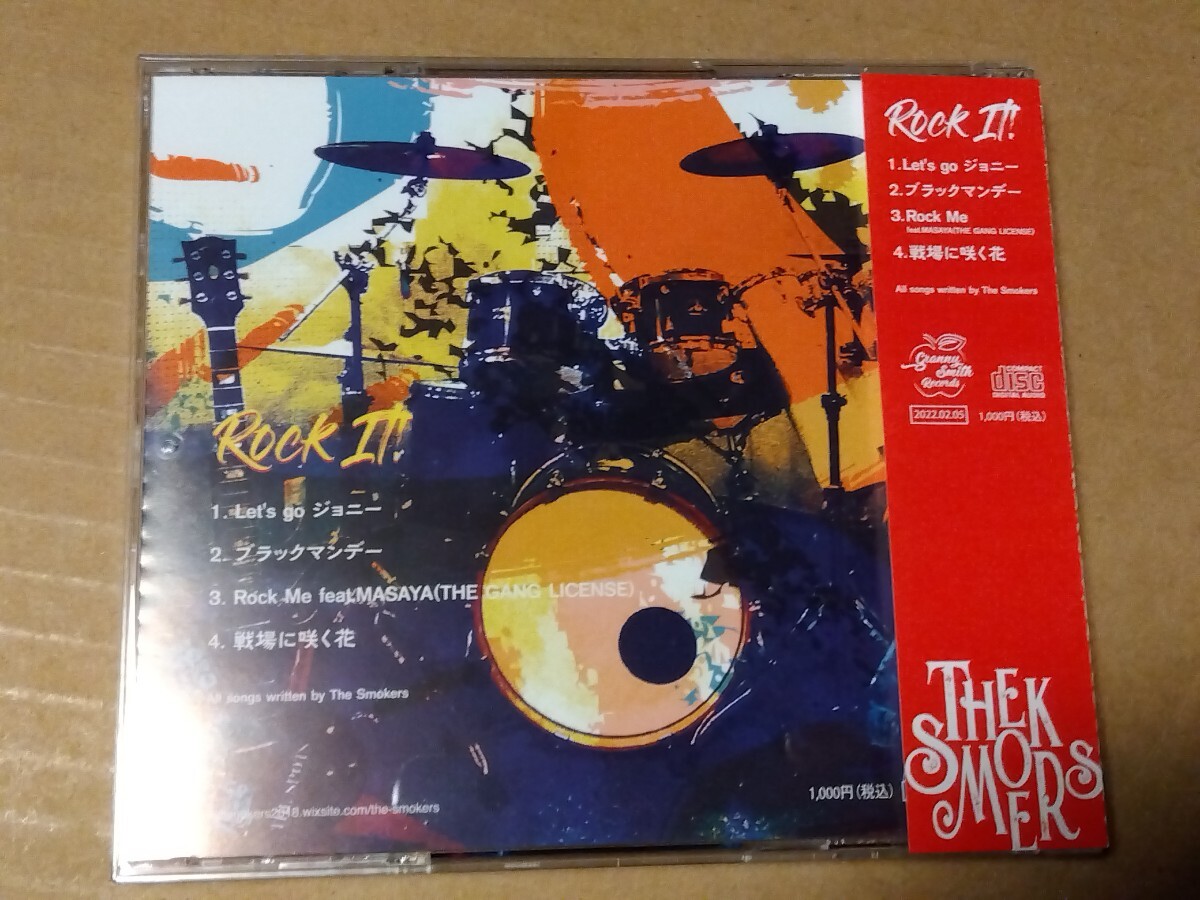 Rock It!
1. Let's go ジョニー
2. ブラックマンデー
3. Rock Me feat.MASAYA(THE GANG LICENSE)
4. 戦場に咲く花
All songs written by The Smokers
2018.wixsite.com/the-smokers
1,000円(税込)
Rock It!
1.Let's go ジョニー
2.ブラックマンデー
3.Rock Me
feat.MASAYA(THE GANG LICENSE)
4.戦場に咲く花
All songs written by The Smokers
Granny
Smith
Records
COMPACT
disc
DIGITAL AUDIO
2022.02.05 1,000円(税込)
THE
SMOKERS